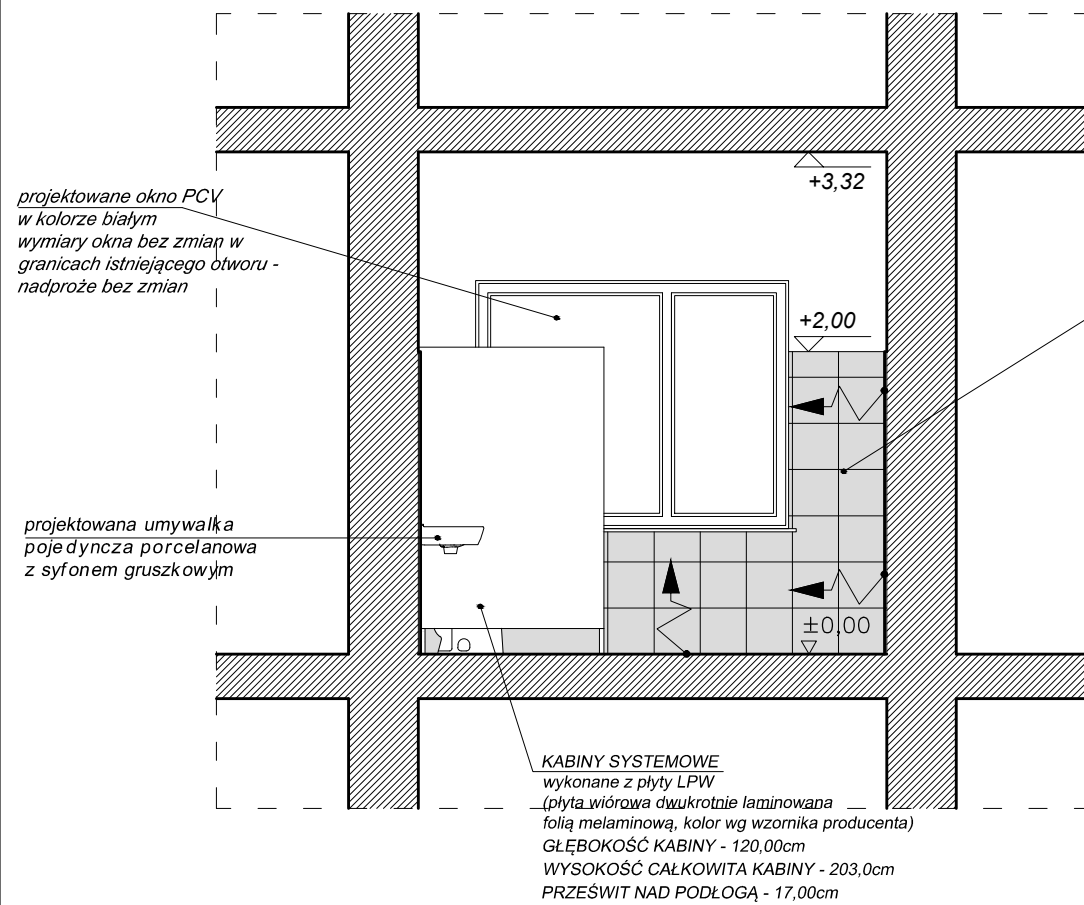 +3,32
projektowane okno PCV
w kolorze białym
wymiary okna bez zmian w
granicach istniejącego otworu -
nadproże bez zmian
+2,00
projektowana umywalka
pojedyncza porcelanowa
z syfonem gruszkowym
±0,00
KABINY SYSTEMOWE
wykonane z płyty LPW
(płyta wiórowa dwukrotnie laminowana
folią melaminową, kolor wg wzornika producenta)
GŁĘBOKOŚĆ KABINY - 120,00cm
WYSOKOŚĆ CAŁKOWITA KABINY - 203,0cm
PRZEŚWIT NAD PODŁOGĄ - 17,00cm